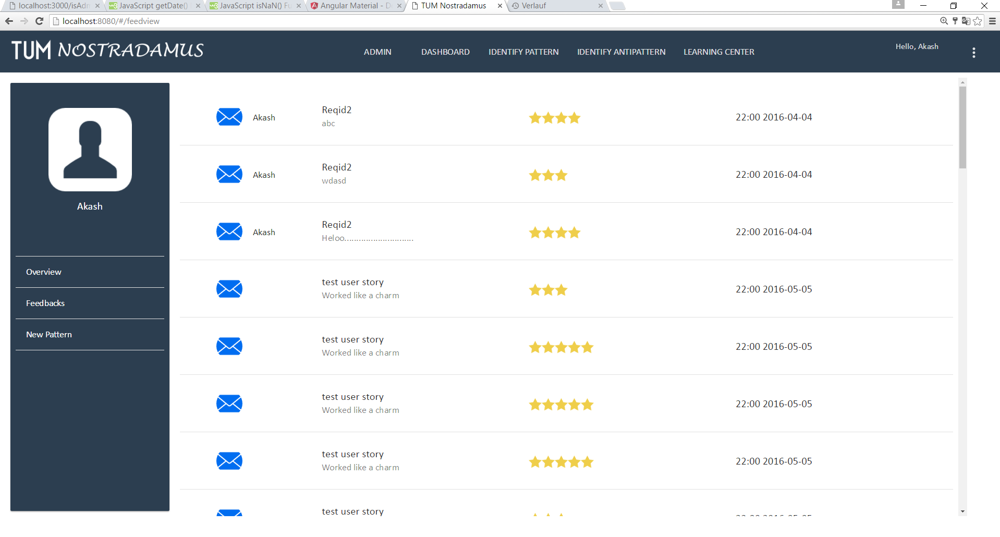 localhost:3000/isAdn
JavaScript getDate()
JavaScript isNaN() Fu
Angular Material - D
TUM Nostradamus
Verlauf
localhost:8080/#/feedview
TUM NOSTRADAMUS
ADMIN
DASHBOARD
IDENTIFY PATTERN
IDENTIFY ANTIPATTERN
LEARNING CENTER
Hello, Akash
Akash
Overview
Feedbacks
New Pattern
Akash
Reqid2
abc
22:00 2016-04-04
Akash
Reqid2
wdasd
22:00 2016-04-04
Akash
Reqid2
Heloo.............................
22:00 2016-04-04
test user story
Worked like a charm
22:00 2016-05-05
test user story
Worked like a charm
22:00 2016-05-05
test user story
Worked like a charm
22:00 2016-05-05
test user story
Worked like a charm
22:00 2016-05-05
test user story
22:00 2016-05-05